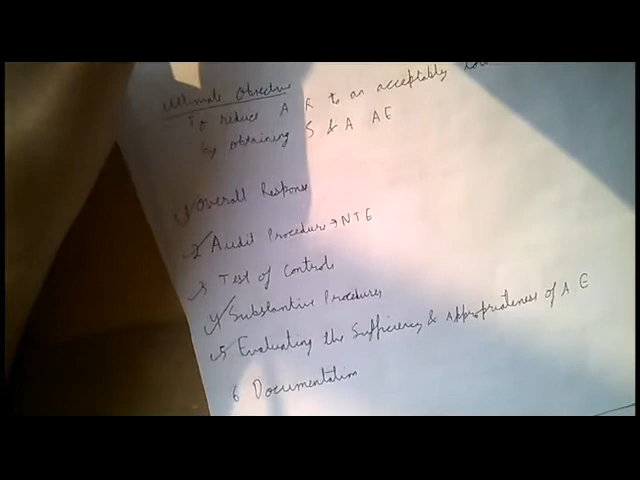 Ultimate Objective
To reduce A R to an acceptably
by obtaining S & A AE
1 Overall Response
2 Audit Procedure → NTE
3 Test of Controls
4 Substantive Procedures
5 Evaluating the Sufficiency & Appropriateness of A E
6 Documentation